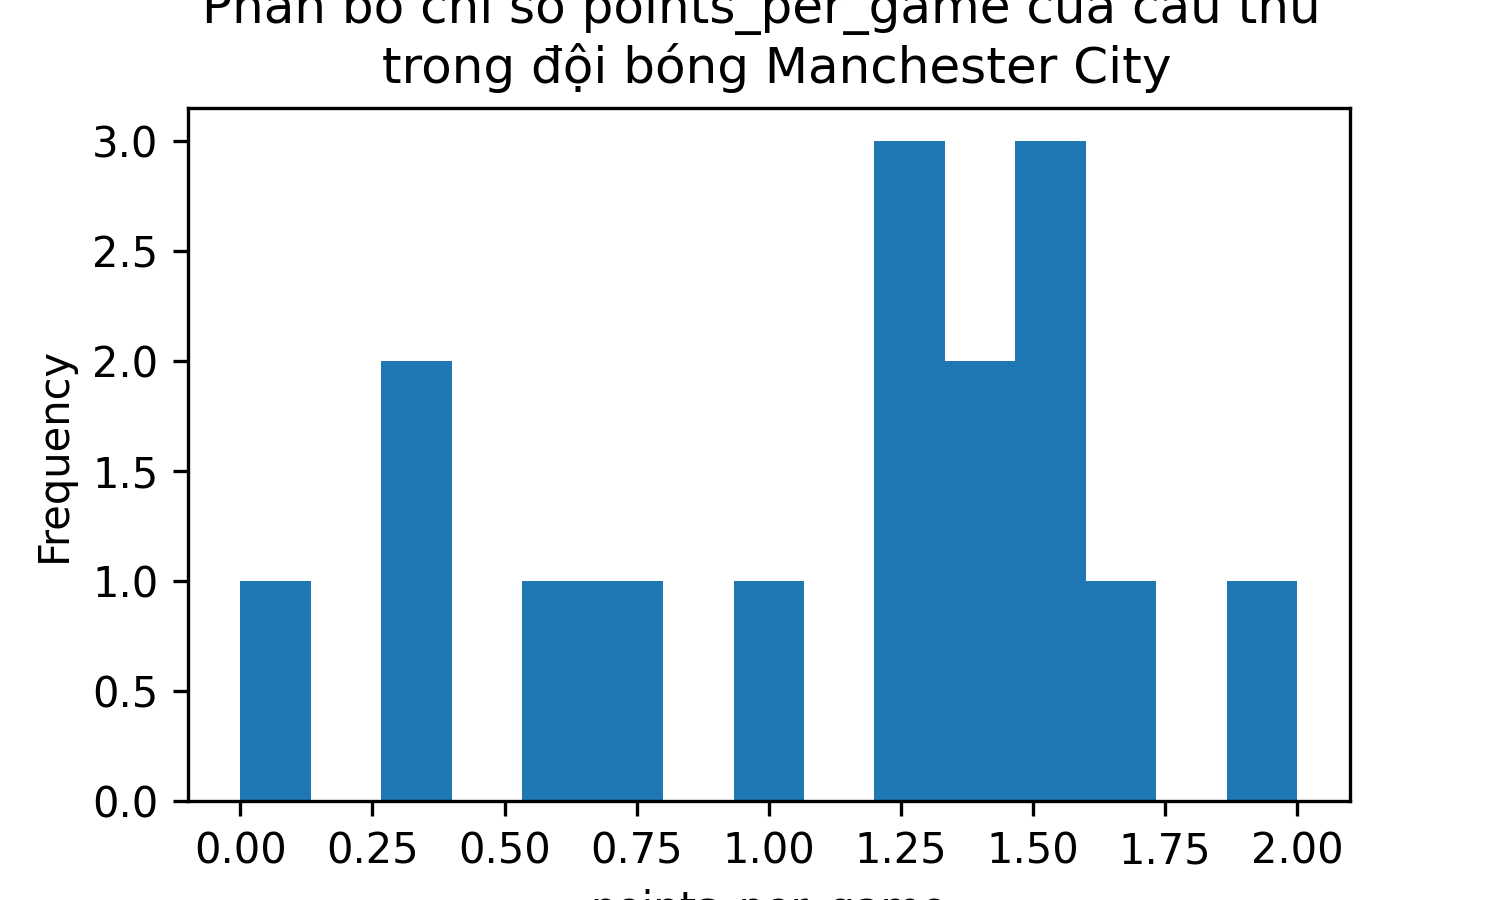 Phân bố chỉ số points_per_game của cầu thủ
trong đội bóng Manchester City
3.0
2.5
2.0
1.5
1.0
0.5
0.0
Frequency
0.00 0.25 0.50 0.75 1.00 1.25 1.50 1.75 2.00